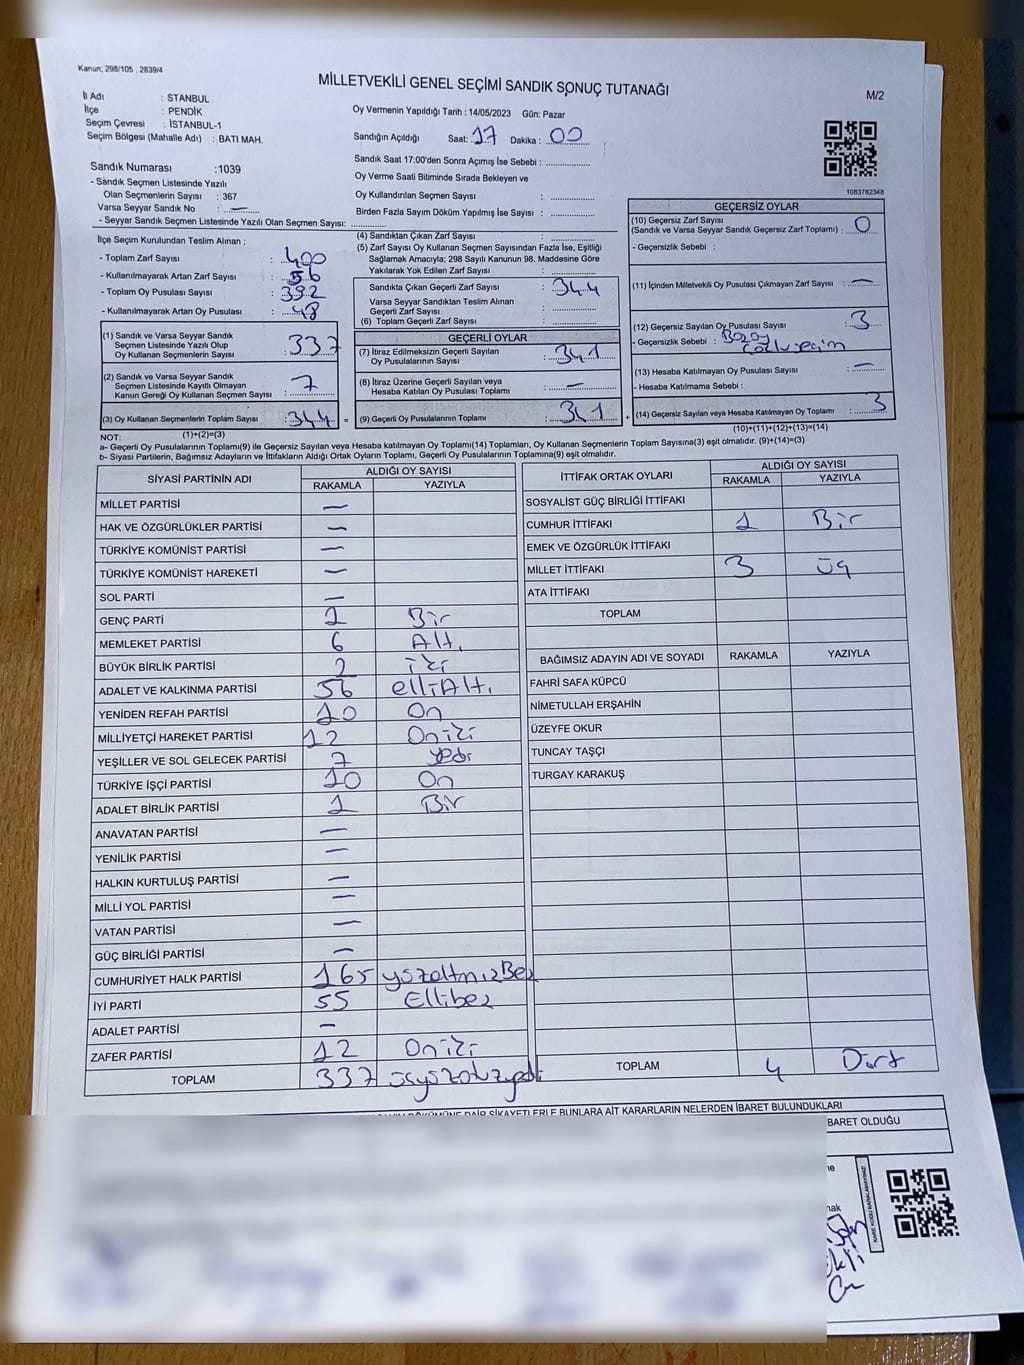 Kanun; 298/105 , 2839/4
MİLLETVEKİLİ GENEL SEÇİMİ SANDIK SONUÇ TUTANAĞI
M/2
İl Adı : İSTANBUL
İlçe : PENDİK
Seçim Çevresi : İSTANBUL-1
Seçim Bölgesi (Mahalle Adı) : BATI MAH.
Oy Vermenin Yapıldığı Tarih : 14/05/2023 Gün: Pazar
Sandığın Açıldığı Saat: 17 Dakika : 00
Sandık Saat 17:00'den Sonra Açımış İse Sebebi :
Oy Verme Saati Bitiminde Sırada Bekleyen ve
Oy Kullandırılan Seçmen Sayısı :
Birden Fazla Sayım Döküm Yapılmış İse Sayısı :
1083782348
Sandık Numarası :1039
- Sandık Seçmen Listesinde Yazılı
Olan Seçmenlerin Sayısı : 367
Varsa Seyyar Sandık No : —
- Seyyar Sandık Seçmen Listesinde Yazılı Olan Seçmen Sayısı:
İlçe Seçim Kurulundan Teslim Alınan ;
- Toplam Zarf Sayısı : 400
- Kullanılmayarak Artan Zarf Sayısı : 56
- Toplam Oy Pusulası Sayısı : 392
- Kullanılmayarak Artan Oy Pusulası : 48
(1) Sandık ve Varsa Seyyar Sandık
Seçmen Listesinde Yazılı Olup
Oy Kullanan Seçmenlerin Sayısı : 337
(2) Sandık ve Varsa Seyyar Sandık
Seçmen Listesinde Kayıtlı Olmayan
Kanun Gereği Oy Kullanan Seçmen Sayısı : 7
(3) Oy Kullanan Seçmenlerin Toplam Sayısı : 344 =
(1)+(2)=(3)
(4) Sandıktan Çıkan Zarf Sayısı :
(5) Zarf Sayısı Oy Kullanan Seçmen Sayısından Fazla İse, Eşitliği
Sağlamak Amacıyla; 298 Sayılı Kanunun 98. Maddesine Göre
Yakılarak Yok Edilen Zarf Sayısı :
Sandıkta Çıkan Geçerli Zarf Sayısı : 344
Varsa Seyyar Sandıktan Teslim Alınan
Geçerli Zarf Sayısı :
(6) Toplam Geçerli Zarf Sayısı :
GEÇERLİ OYLAR
(7) İtiraz Edilmeksizin Geçerli Sayılan
Oy Pusulalarının Sayısı : 341
(8) İtiraz Üzerine Geçerli Sayılan veya
Hesaba Katılan Oy Pusulası Toplamı : —
(9) Geçerli Oy Pusulalarının Toplamı : 341 +
GEÇERSİZ OYLAR
(10) Geçersiz Zarf Sayısı
(Sandık ve Varsa Seyyar Sandık Geçersiz Zarf Toplamı) : 0
- Geçersizlik Sebebi :
(11) İçinden Milletvekili Oy Pusulası Çıkmayan Zarf Sayısı : —
(12) Geçersiz Sayılan Oy Pusulası Sayısı : 3
- Geçersizlik Sebebi :
(13) Hesaba Katılmayan Oy Pusulası Sayısı : —
- Hesaba Katılmama Sebebi :
(14) Geçersiz Sayılan veya Hesaba Katılmayan Oy Toplamı : 3
(10)+(11)+(12)+(13)=(14)
NOT:
a- Geçerli Oy Pusulalarının Toplamı(9) ile Geçersiz Sayılan veya Hesaba katılmayan Oy Toplamı(14) Toplamları, Oy Kullanan Seçmenlerin Toplam Sayısına(3) eşit olmalıdır. (9)+(14)=(3)
b- Siyasi Partilerin, Bağımsız Adayların ve İttifakların Aldığı Ortak Oyların Toplamı, Geçerli Oy Pusulalarının Toplamına(9) eşit olmalıdır.
SİYASİ PARTİNİN ADI ALDIĞI OY SAYISI
RAKAMLA YAZIYLA
MİLLET PARTİSİ —
HAK VE ÖZGÜRLÜKLER PARTİSİ —
TÜRKİYE KOMÜNİST PARTİSİ —
TÜRKİYE KOMÜNİST HAREKETİ —
SOL PARTİ —
GENÇ PARTİ 1 Bir
MEMLEKET PARTİSİ 6 Altı
BÜYÜK BİRLİK PARTİSİ 2 iki
ADALET VE KALKINMA PARTİSİ 56 elliAltı
YENİDEN REFAH PARTİSİ 10 On
MİLLİYETÇİ HAREKET PARTİSİ 12 Oniki
YEŞİLLER VE SOL GELECEK PARTİSİ 7 yedi
TÜRKİYE İŞÇİ PARTİSİ 10 On
ADALET BİRLİK PARTİSİ 1 Bir
ANAVATAN PARTİSİ —
YENİLİK PARTİSİ —
HALKIN KURTULUŞ PARTİSİ —
MİLLİ YOL PARTİSİ —
VATAN PARTİSİ —
GÜÇ BİRLİĞİ PARTİSİ —
CUMHURİYET HALK PARTİSİ 165 yüzaltmışBeş
İYİ PARTİ 55 Ellibeş
ADALET PARTİSİ —
ZAFER PARTİSİ 12 Oniki
TOPLAM 337 üçyüzotuzyedi
İTTİFAK ORTAK OYLARI ALDIĞI OY SAYISI
RAKAMLA YAZIYLA
SOSYALİST GÜÇ BİRLİĞİ İTTİFAKI
CUMHUR İTTİFAKI 1 Bir
EMEK VE ÖZGÜRLÜK İTTİFAKI
MİLLET İTTİFAKI 3 üç
ATA İTTİFAKI
TOPLAM
BAĞIMSIZ ADAYIN ADI VE SOYADI RAKAMLA YAZIYLA
FAHRİ SAFA KÜPCÜ
NİMETULLAH ERŞAHİN
ÜZEYFE OKUR
TUNCAY TAŞÇI
TURGAY KARAKUŞ
TOPLAM 4 Dört
DÖKÜMÜNE DAİR ŞİKAYETLERLE BUNLARA AİT KARARLARIN NELERDEN İBARET BULUNDUKLARI
BARET OLDUĞU
KARE KODU KARALAMAYINIZ!